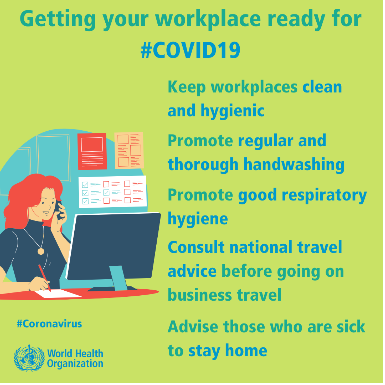 Getting your workplace ready for
#COVID19
Keep workplaces clean
and hygienic
Promote regular and
thorough handwashing
Promote good respiratory
hygiene
Consult national travel
advice before going on
business travel
Advise those who are sick
to stay home
#Coronavirus
World Health
Organization